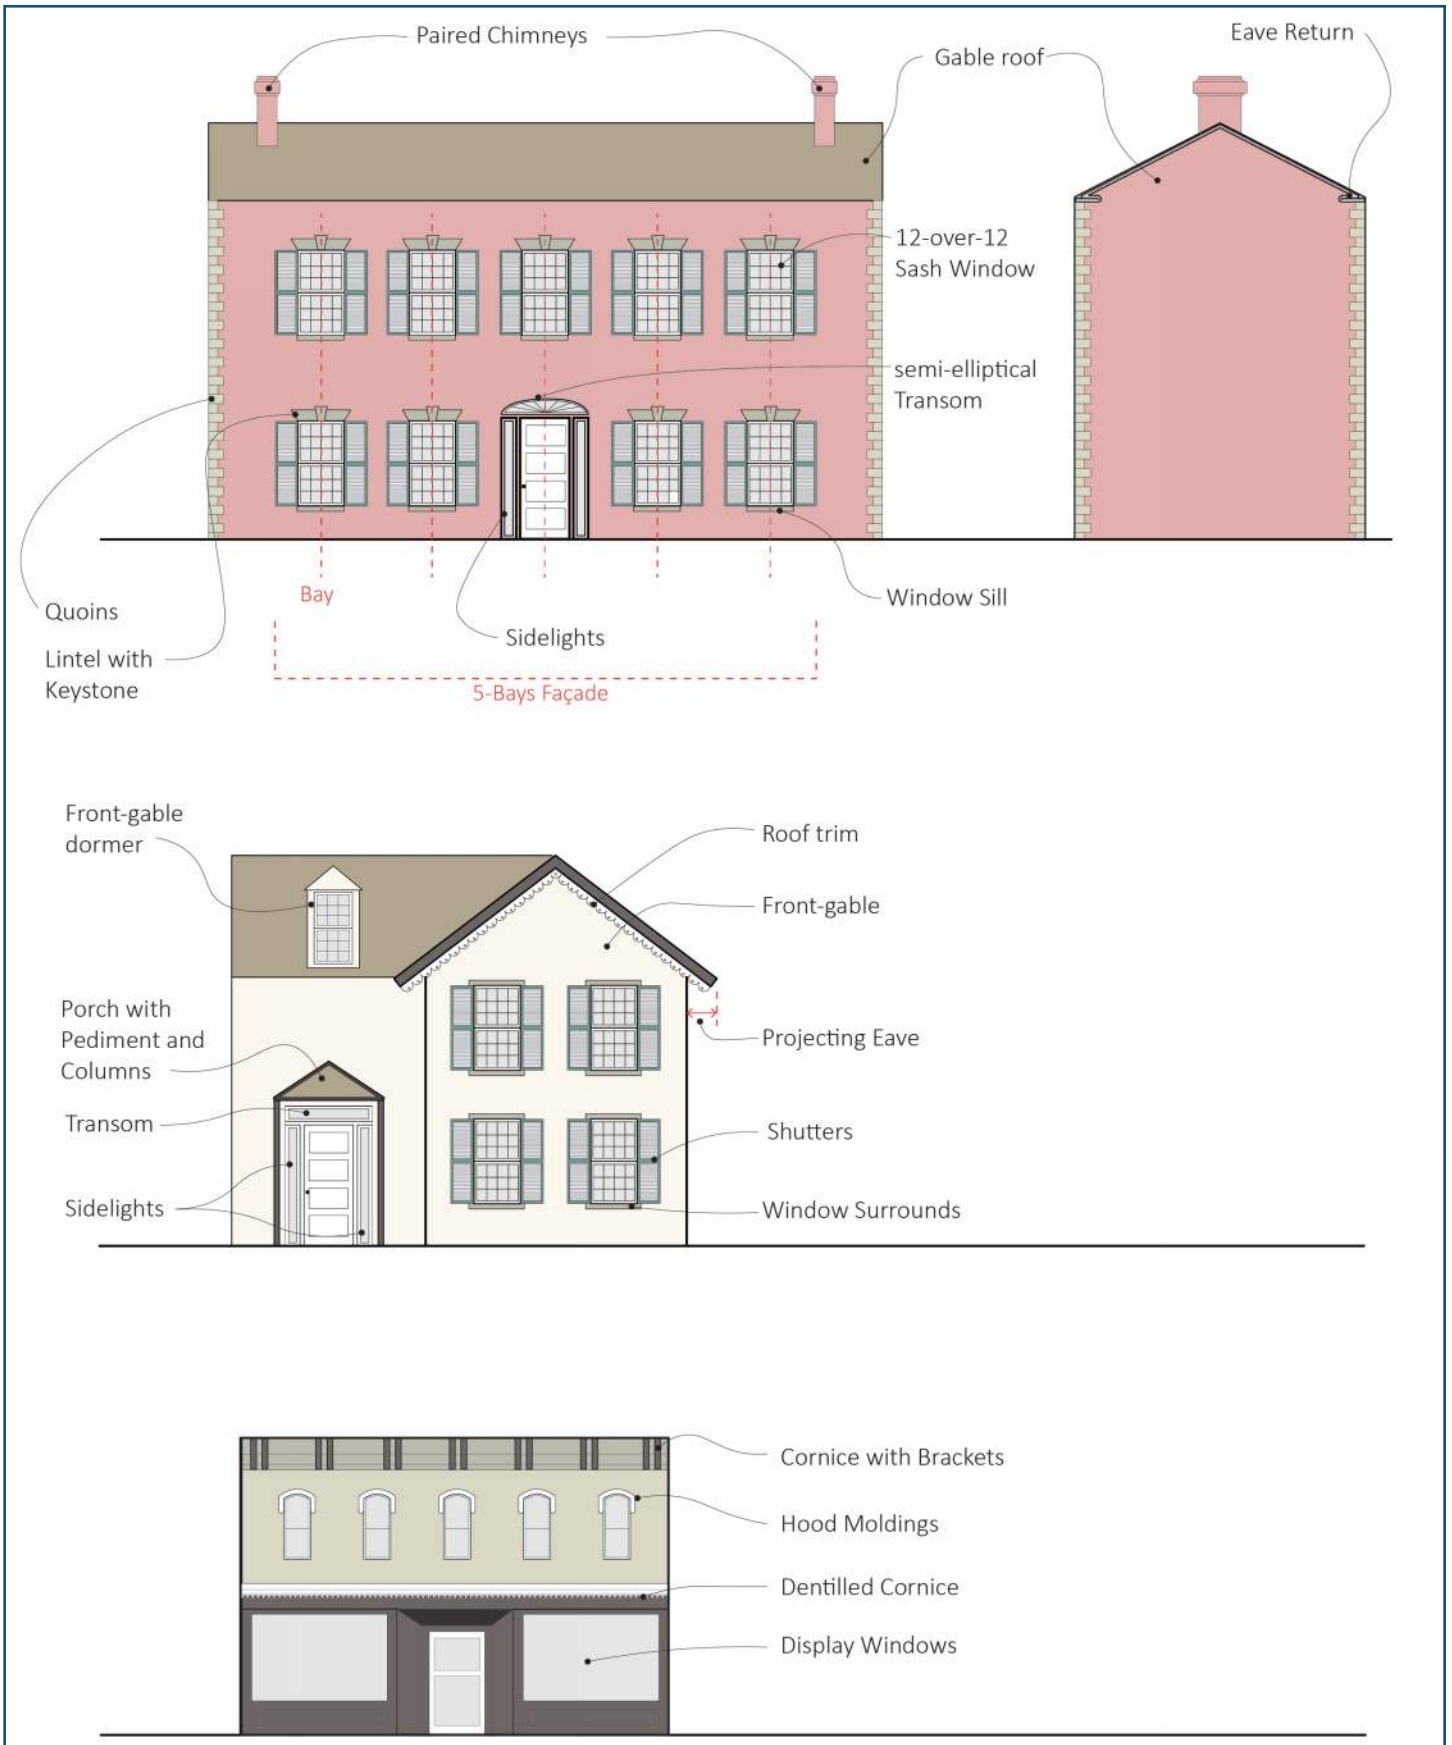 Paired Chimneys
Gable roof
Eave Return
12-over-12
Sash Window
semi-elliptical
Transom
Bay
Window Sill
Quoins
Sidelights
Lintel with
Keystone
5-Bays Façade
Front-gable
dormer
Roof trim
Front-gable
Porch with
Pediment and
Columns
Projecting Eave
Transom
Shutters
Sidelights
Window Surrounds
Cornice with Brackets
Hood Moldings
Dentilled Cornice
Display Windows